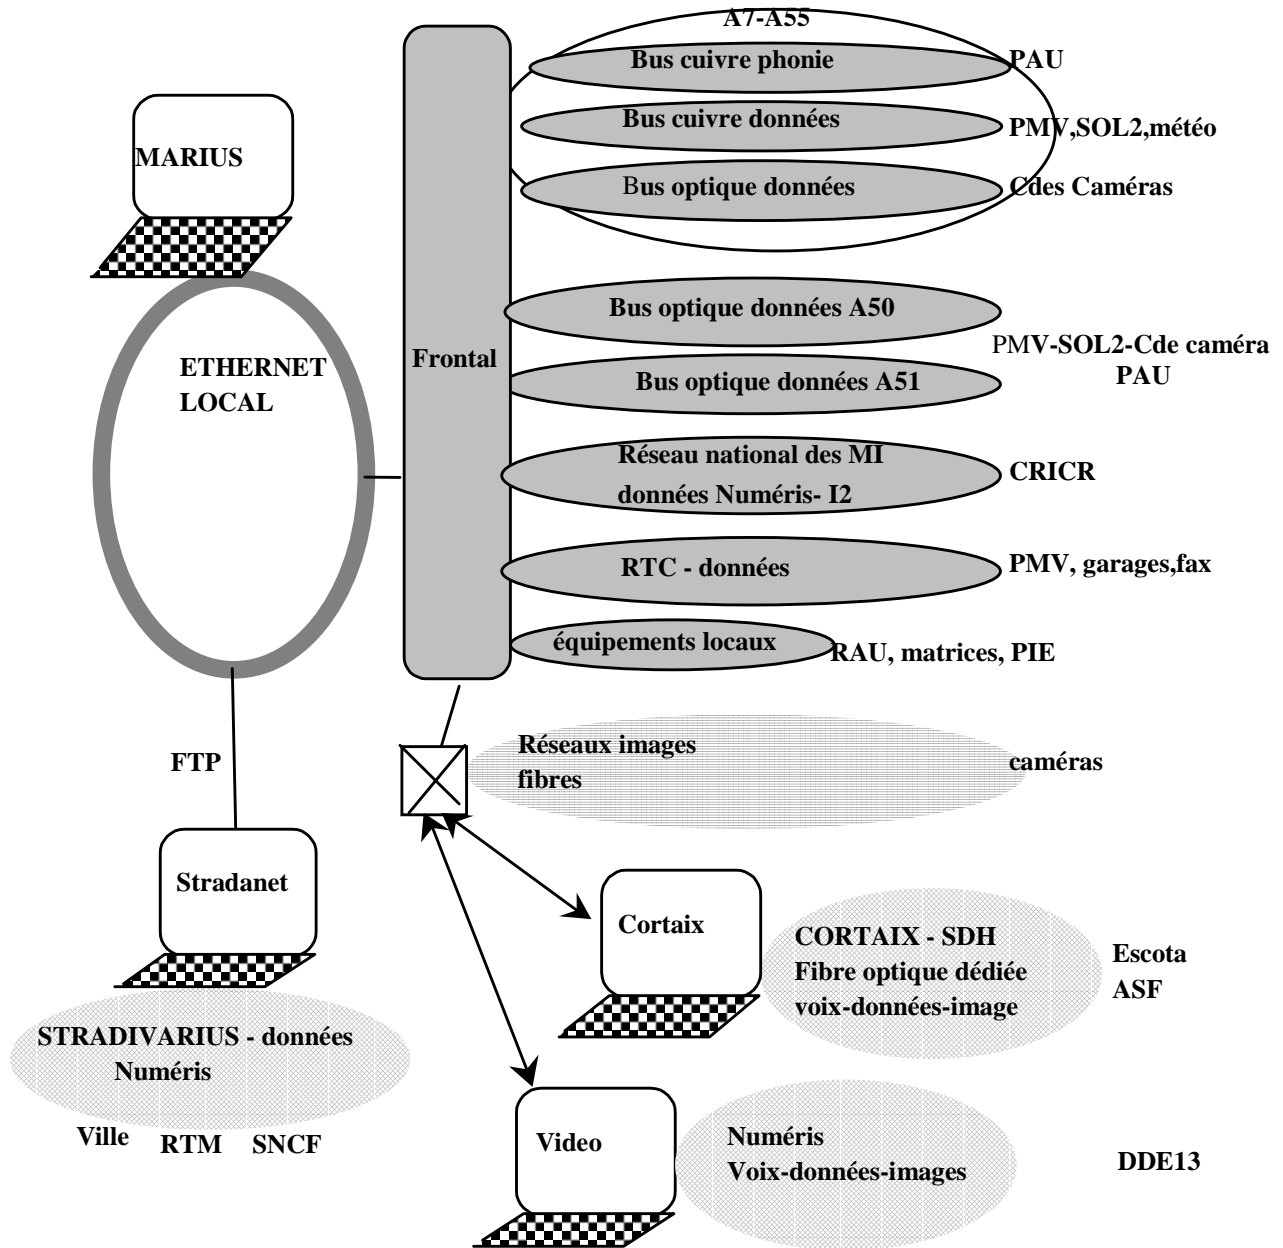 A7-A55
Bus cuivre phonie
PAU
Bus cuivre données
PMV,SOL2,météo
Bus optique données
Cdes Caméras
MARIUS
ETHERNET
LOCAL
Frontal
Bus optique données A50
Bus optique données A51
PMV-SOL2-Cde caméra
PAU
Réseau national des MI
données Numéris- I2
CRICR
RTC - données
PMV, garages,fax
équipements locaux
RAU, matrices, PIE
Réseaux images
fibres
caméras
FTP
Stradanet
STRADIVARIUS - données
Numéris
Ville
RTM
SNCF
Cortaix
CORTAIX - SDH
Fibre optique dédiée
voix-données-image
Escota
ASF
Video
Numéris
Voix-données-images
DDE13